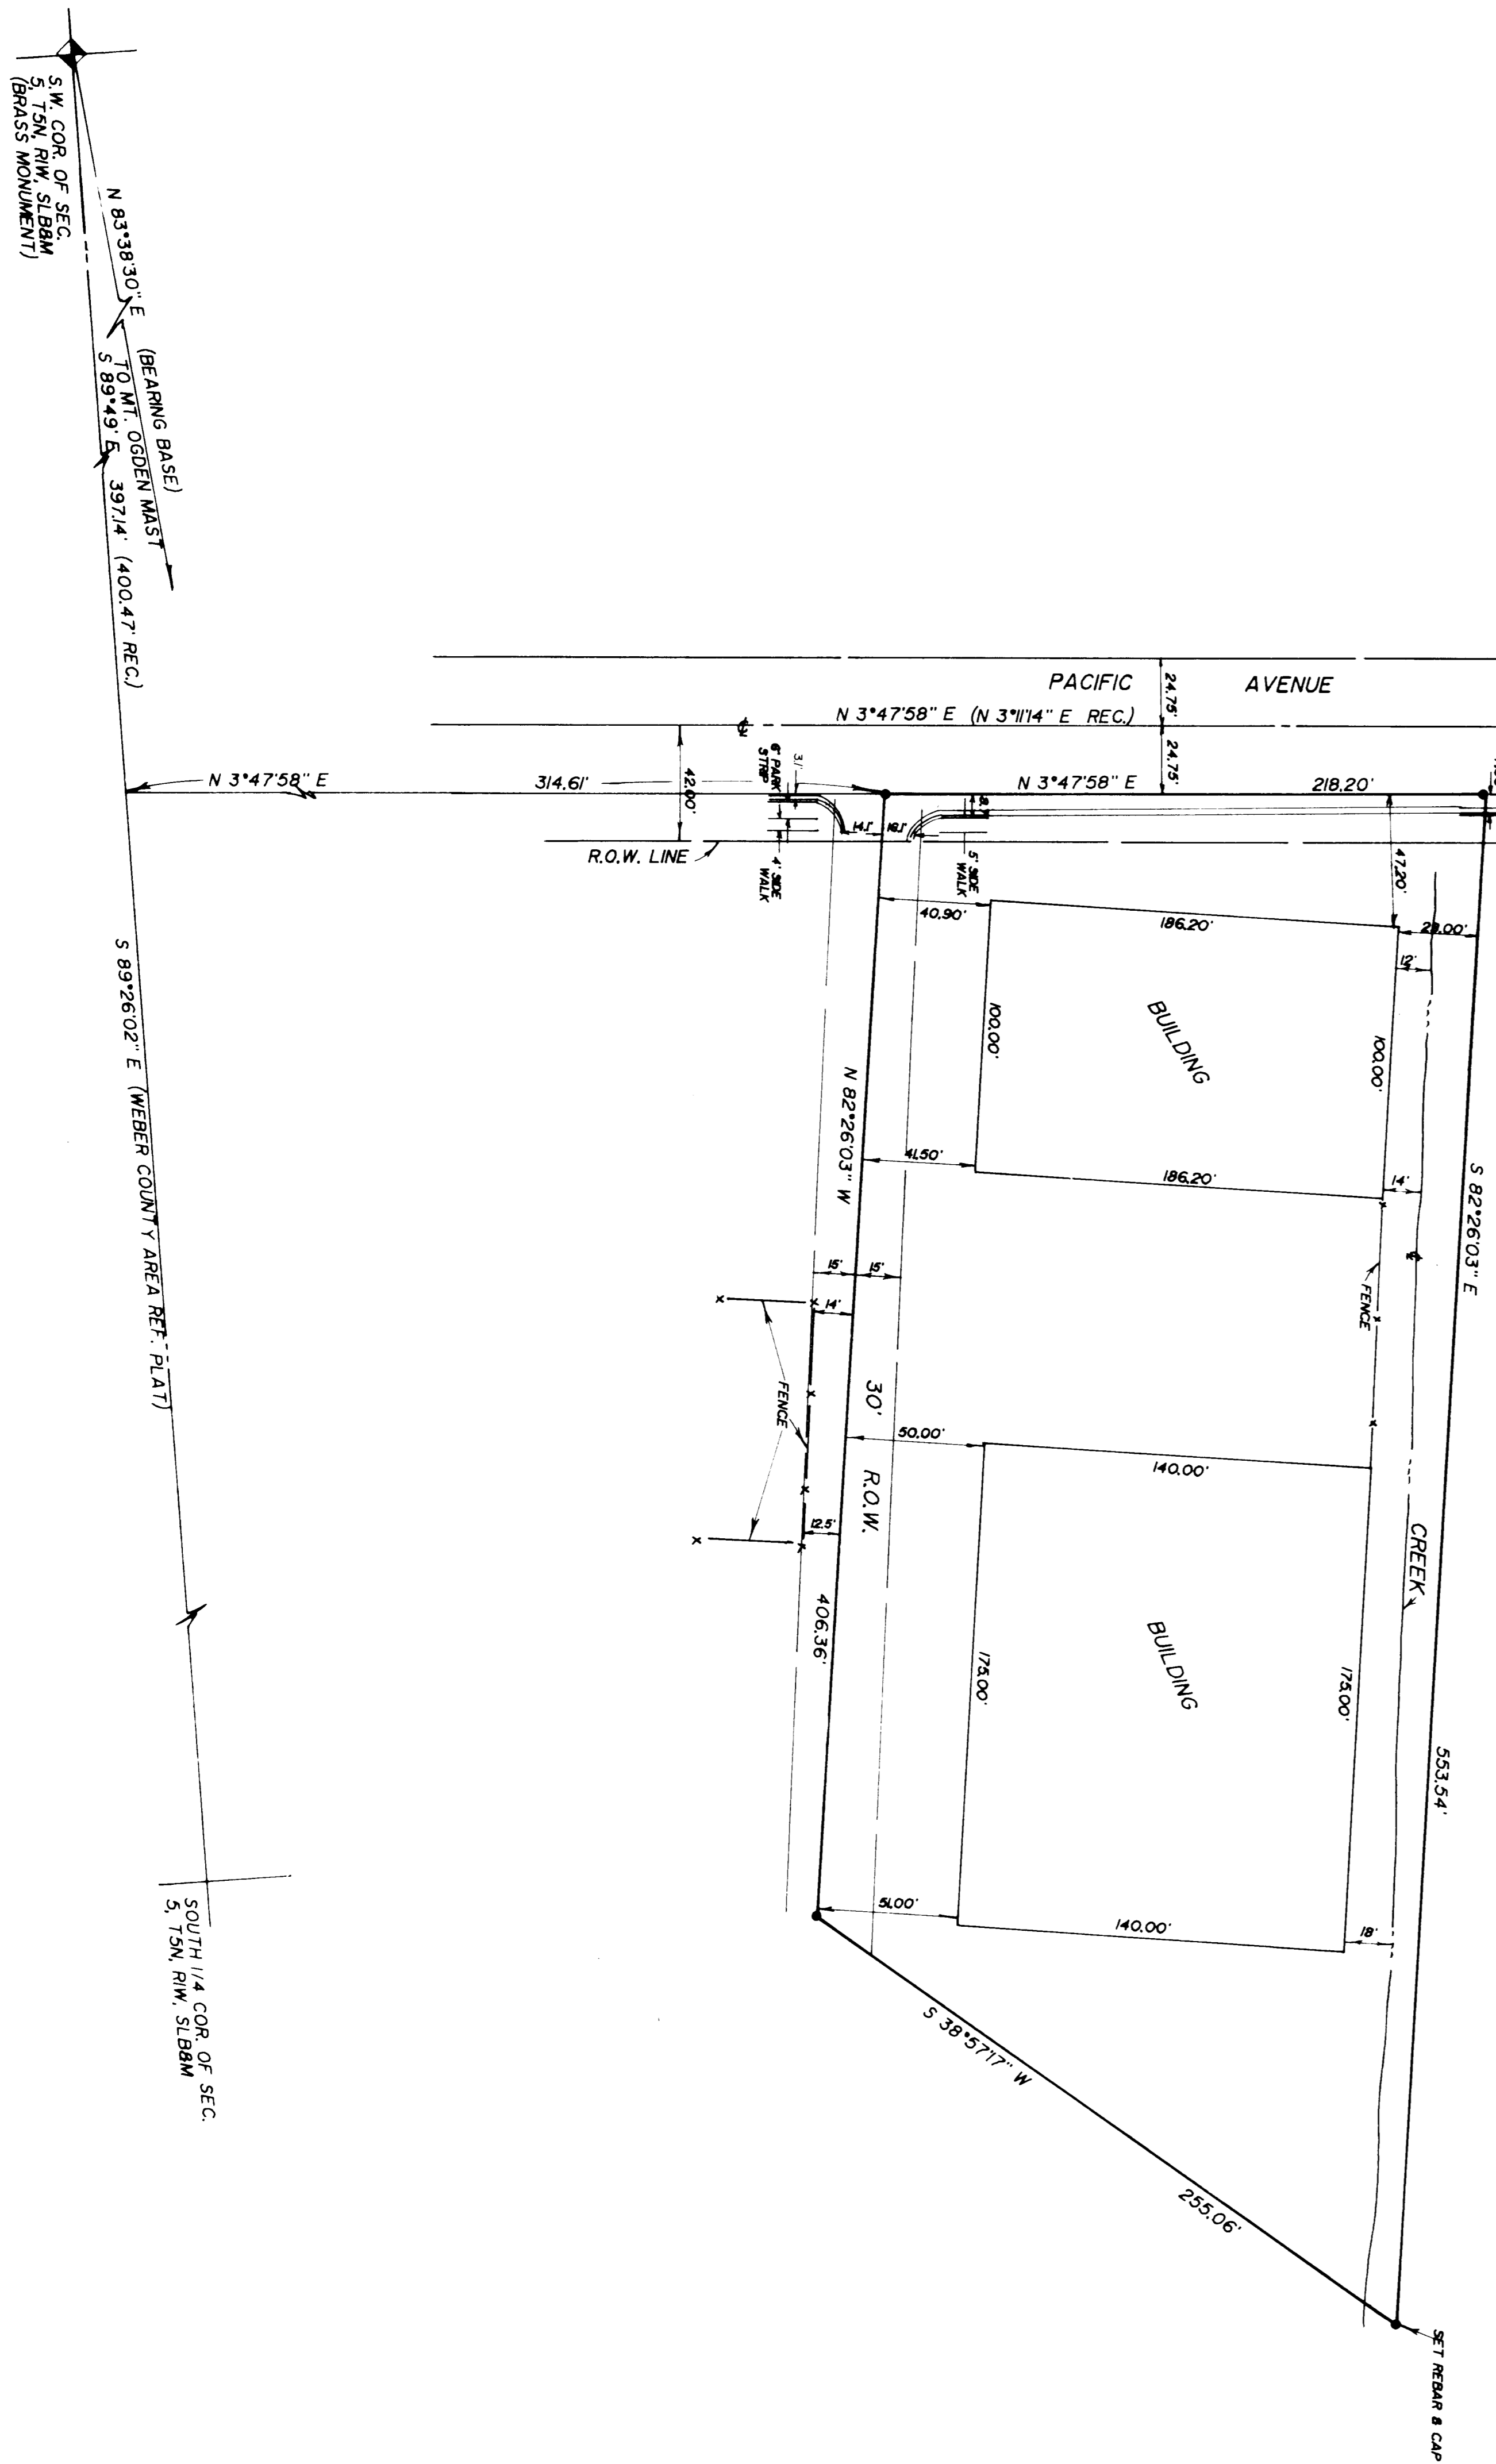 S.W. COR. OF SEC.
5, T5N, R1W, SLB&M
(BRASS MONUMENT)
N 83°38'30" E (BEARING BASE)
TO MT. OGDEN MAST
S 89°49' E 397.14' (400.47' REC.)
S 89°26'02" E (WEBER COUNTY AREA REF. PLAT)
SOUTH 1/4 COR. OF SEC.
5, T5N, R1W, SLB&M
PACIFIC AVENUE
24.75'
N 3°47'58" E (N 3°11'14" E REC.)
24.75'
42.00'
N 3°47'58" E 314.61'
N 3°47'58" E 218.20'
6' PARK
STRIP
3.1'
14.1'
18.1'
R.O.W. LINE
4' SIDE
WALK
5' SIDE
WALK
47.20'
40.90'
186.20'
12'
100.00'
BUILDING
100.00'
41.50'
186.20'
14'
N 82°26'03" W
S 82°26'03" E
15'
15'
14'
FENCE
FENCE
30' R.O.W.
50.00'
140.00'
12.5'
CREEK
406.36'
175.00'
BUILDING
175.00'
553.54'
51.00'
140.00'
18'
S 38°57'17" W
255.06'
SET REBAR & CAP